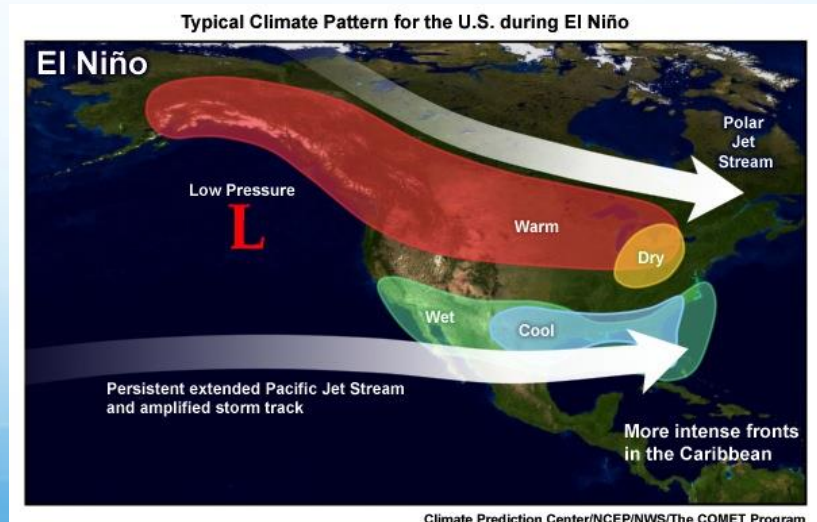 Typical Climate Pattern for the U.S. during El Niño
El Niño
Polar
Jet
Stream
Low Pressure
L
Warm
Dry
Wet
Cool
Persistent extended Pacific Jet Stream
and amplified storm track
More intense fronts
in the Caribbean
Climate Prediction Center/NCEP/NWS/The COMET Program